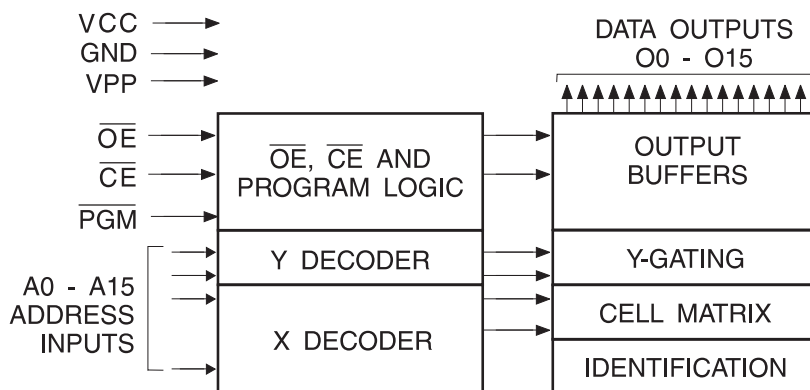 VCC
GND
VPP
DATA OUTPUTS
O0 - O15
OE
CE
PGM
OE, CE AND
PROGRAM LOGIC
OUTPUT
BUFFERS
A0 - A15
ADDRESS
INPUTS
Y DECODER
Y-GATING
X DECODER
CELL MATRIX
IDENTIFICATION